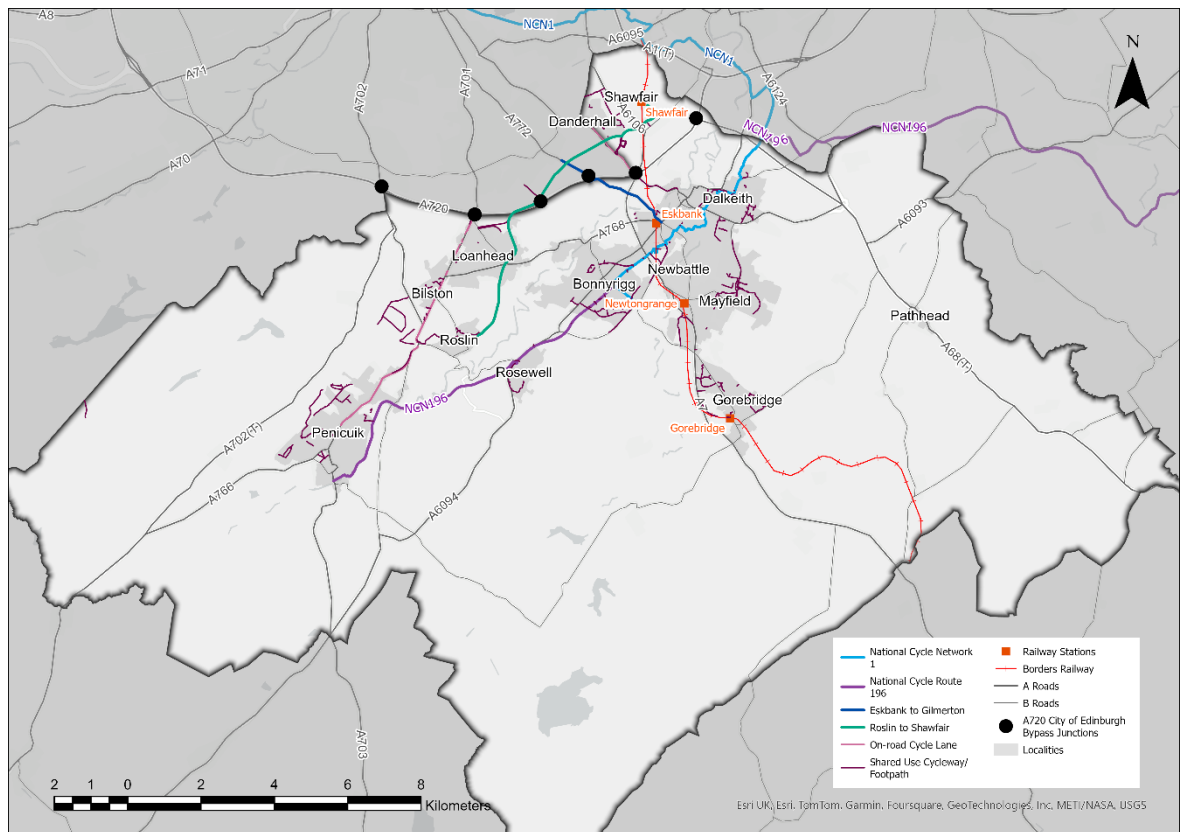 A8
NCN1
A6095
N
A71
A702
A701
A1(T)
NCN1
A6124
A772
Shawfair
Shawfair
A6106
Danderhall
NCN196
NCN196
A70
A720
Dalkeith
Eskbank
A6093
A768
Loanhead
Newbattle
Bonnyrigg
Bilston
Newtongrange
Mayfield
Pathhead
Roslin
A68(T)
Rosewell
NCN196
A7
Gorebridge
Gorebridge
Penicuik
A702(T)
A766
A6094
A703
National Cycle Network
1
National Cycle Route
196
Eskbank to Gilmerton
Roslin to Shawfair
On-road Cycle Lane
Shared Use Cycleway/
Footpath
Railway Stations
Borders Railway
A Roads
B Roads
A720 City of Edinburgh
Bypass Junctions
Localities
2 1 0 2 4 6 8
Kilometers
Esri UK, Esri, TomTom, Garmin, Foursquare, GeoTechnologies, Inc, METI/NASA, USGS